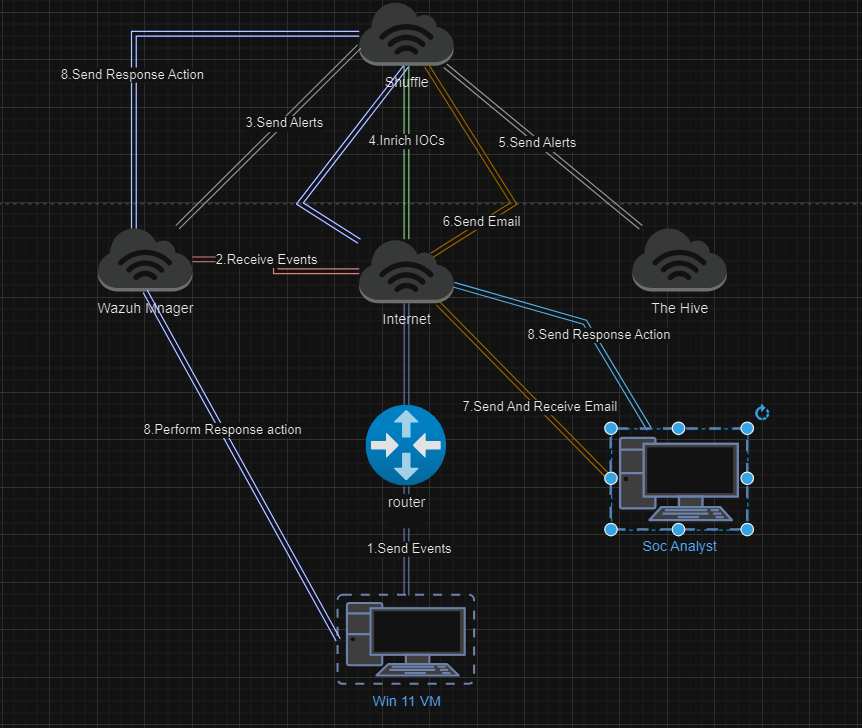 Shuffle
8.Send Response Action
3.Send Alerts
4.Inrich IOCs
5.Send Alerts
6.Send Email
2.Receive Events
Wazuh Mnager
Internet
The Hive
8.Send Response Action
7.Send And Receive Email
8.Perform Response action
router
Soc Analyst
1.Send Events
Win 11 VM